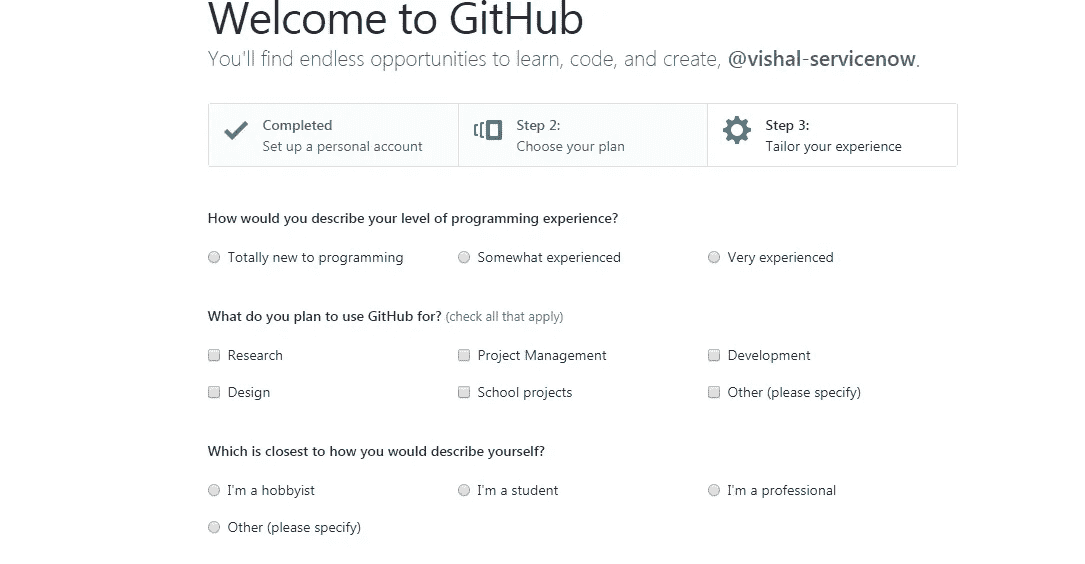 Welcome to GitHub
You'll find endless opportunities to learn, code, and create, @vishal-servicenow.
Completed
Set up a personal account
Step 2:
Choose your plan
Step 3:
Tailor your experience
How would you describe your level of programming experience?
Totally new to programming
Somewhat experienced
Very experienced
What do you plan to use GitHub for? (check all that apply)
Research
Project Management
Development
Design
School projects
Other (please specify)
Which is closest to how you would describe yourself?
I'm a hobbyist
I'm a student
I'm a professional
Other (please specify)